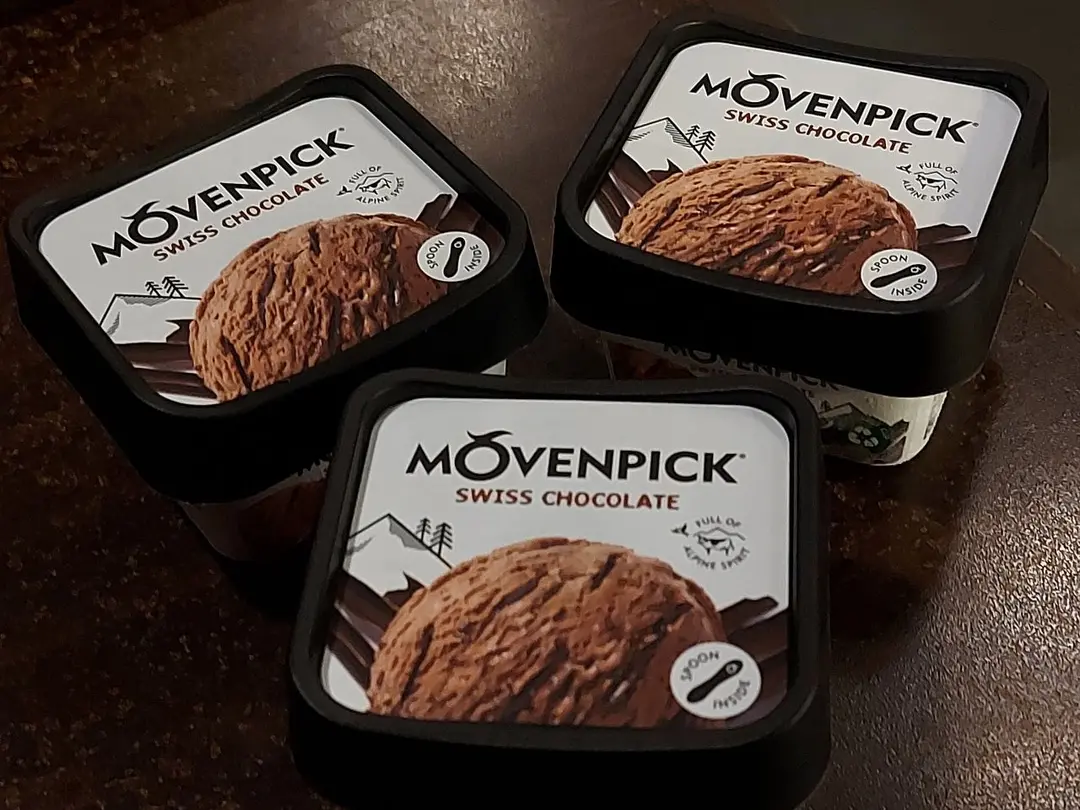 MÖVENPICK®
SWISS CHOCOLATE
FULL OF
ALPINE SPIRIT
SPOON
INSIDE
MÖVENPICK®
SWISS CHOCOLATE
FULL OF
ALPINE SPIRIT
SPOON
INSIDE
MÖVENPICK
MÖVENPICK®
SWISS CHOCOLATE
FULL OF
ALPINE SPIRIT
SPOON
INSIDE